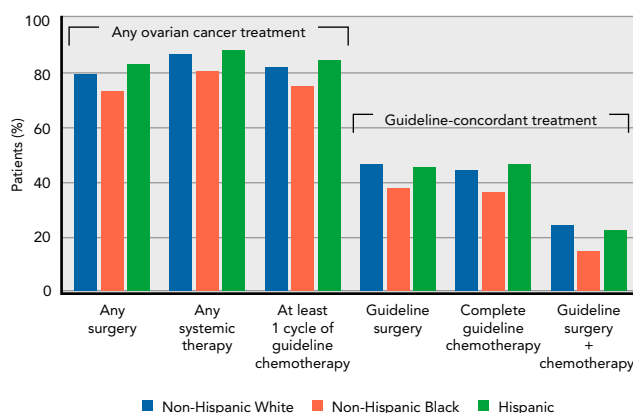 100
80
60
40
20
0
Patients (%)
Any ovarian cancer treatment
Guideline-concordant treatment
Any
surgery
Any
systemic
therapy
At least
1 cycle of
guideline
chemotherapy
Guideline
surgery
Complete
guideline
chemotherapy
Guideline
surgery
+
chemotherapy
Non-Hispanic White
Non-Hispanic Black
Hispanic